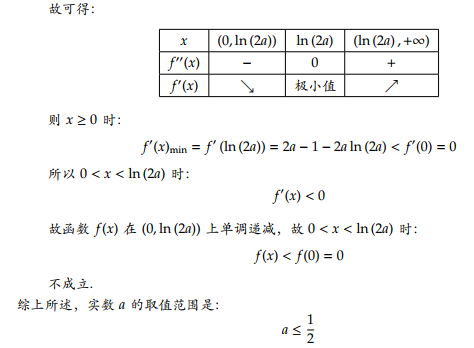 故可得：
x (0, ln (2a)) ln (2a) (ln (2a) , +∞)
f′′(x) − 0 +
f′(x) ↘ 极小值 ↗
则 x ≥ 0 时：
f′(x)min = f′ (ln (2a)) = 2a − 1 − 2a ln (2a) < f′(0) = 0
所以 0 < x < ln (2a) 时：
f′(x) < 0
故函数 f(x) 在 (0, ln (2a)) 上单调递减，故 0 < x < ln (2a) 时：
f(x) < f(0) = 0
不成立.
综上所述，实数 a 的取值范围是：
a ≤ 1/2